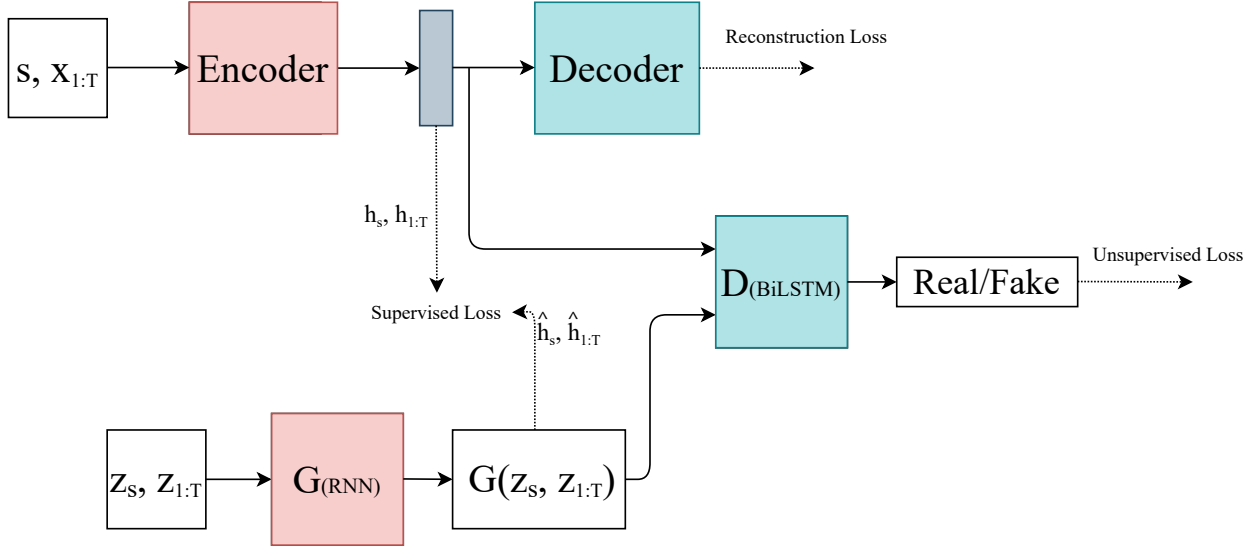 s, x₁:T
Encoder
Decoder
Reconstruction Loss
hₛ, h₁:T
D(BiLSTM)
Real/Fake
Unsupervised Loss
Supervised Loss
ĥₛ, ĥ₁:T
zₛ, z₁:T
G(RNN)
G(zₛ, z₁:T)